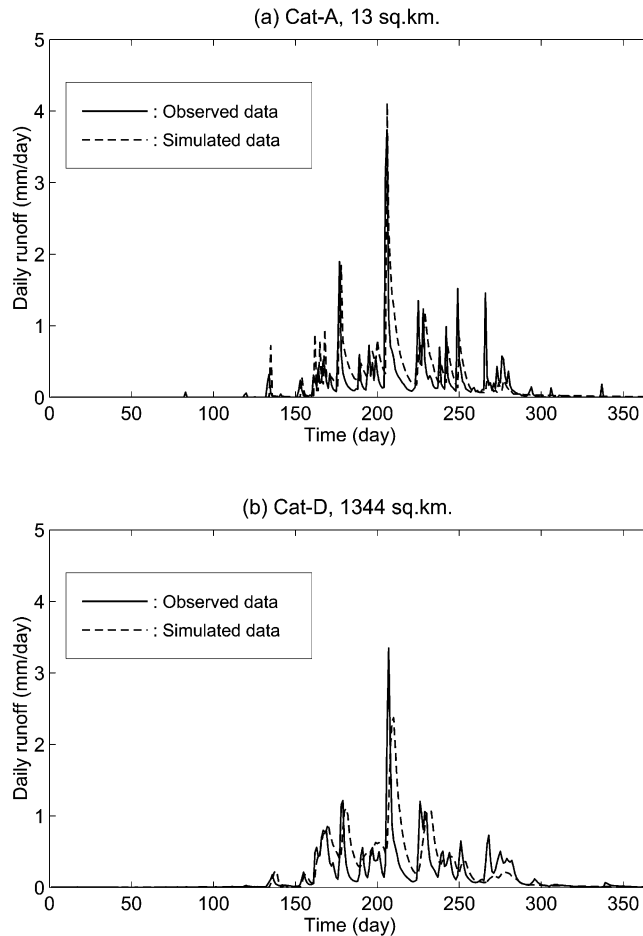 (a) Cat-A, 13 sq.km.
5
4
3
2
1
0
Daily runoff (mm/day)
: Observed data
: Simulated data
0 50 100 150 200 250 300 350
Time (day)
(b) Cat-D, 1344 sq.km.
5
4
3
2
1
0
Daily runoff (mm/day)
: Observed data
: Simulated data
0 50 100 150 200 250 300 350
Time (day)